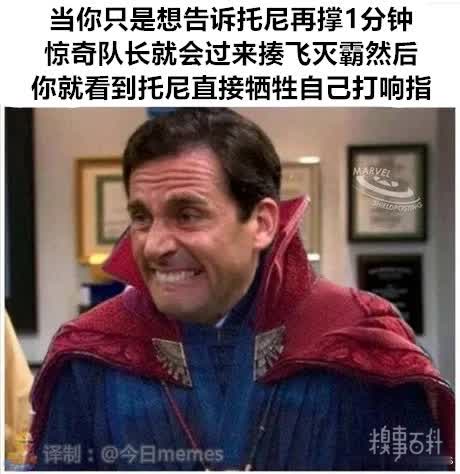 当你只是想告诉托尼再撑1分钟
惊奇队长就会过来揍飞灭霸然后
你就看到托尼直接牺牲自己打响指
MARVEL
SHIELDPOSTING
译制：@今日memes
糗事百科